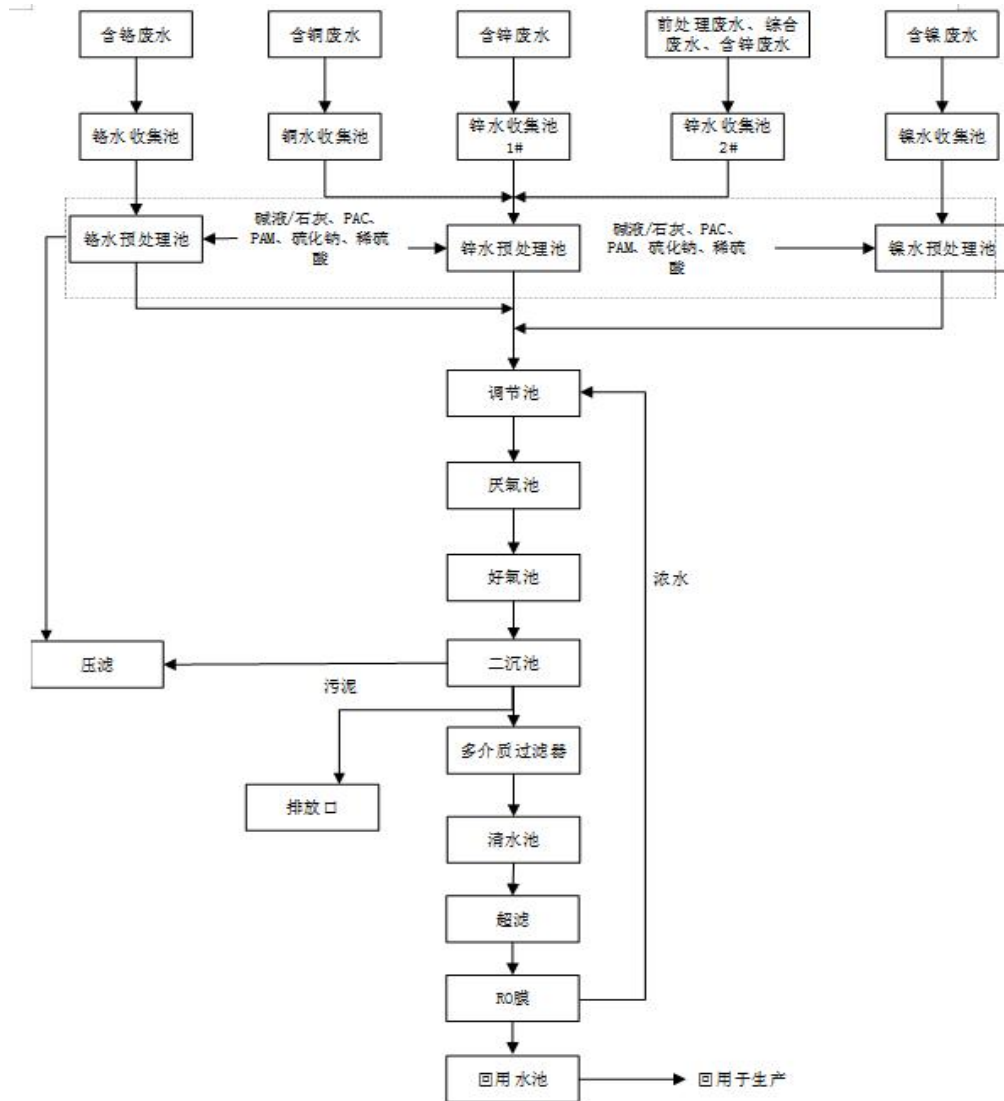 含铬废水
含铜废水
含锌废水
前处理废水、综合
废水、含锌废水
含镍废水
铬水收集池
铜水收集池
锌水收集池
1#
锌水收集池
2#
镍水收集池
铬水预处理池
碱液/石灰、PAC、
PAM、硫化钠、稀硫
酸
锌水预处理池
碱液/石灰、PAC、
PAM、硫化钠、稀硫
酸
镍水预处理池
调节池
厌氧池
好氧池
浓水
压滤
二沉池
污泥
多介质过滤器
排放口
清水池
超滤
RO膜
回用水池
回用于生产